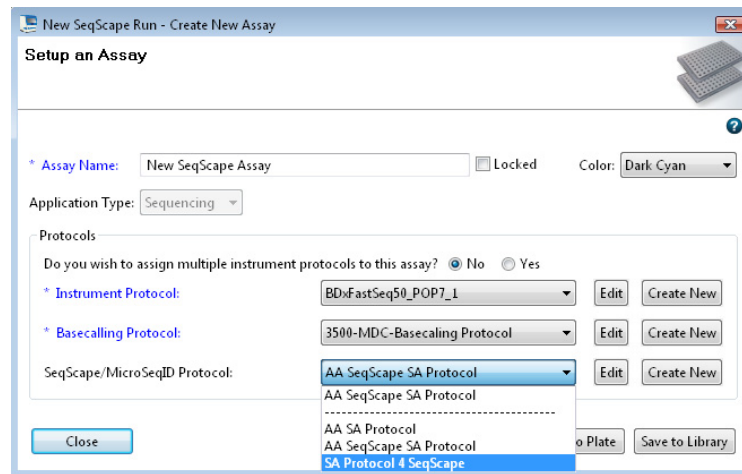 New SeqScape Run - Create New Assay
Setup an Assay
?
* Assay Name: New SeqScape Assay Locked Color: Dark Cyan
Application Type: Sequencing
Protocols
Do you wish to assign multiple instrument protocols to this assay? No Yes
* Instrument Protocol: BDxFastSeq50_POP7_1 Edit Create New
* Basecalling Protocol: 3500-MDC-Basecaling Protocol Edit Create New
SeqScape/MicroSeqID Protocol: AA SeqScape SA Protocol Edit Create New
AA SeqScape SA Protocol
----------------------------------------
AA SA Protocol
AA SeqScape SA Protocol
SA Protocol 4 SeqScape
Close o Plate Save to Library